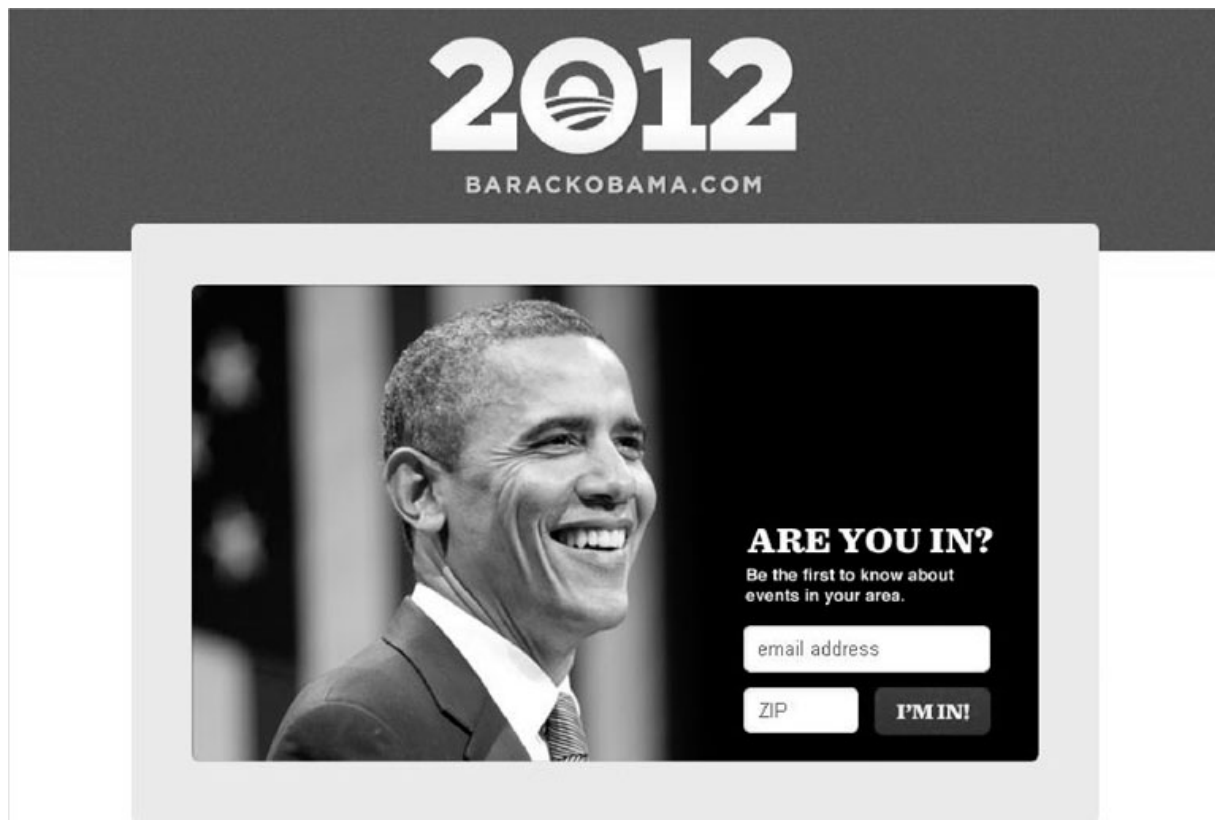 2012
BARACKOBAMA.COM
ARE YOU IN?
Be the first to know about
events in your area.
email address
ZIP
I'M IN!